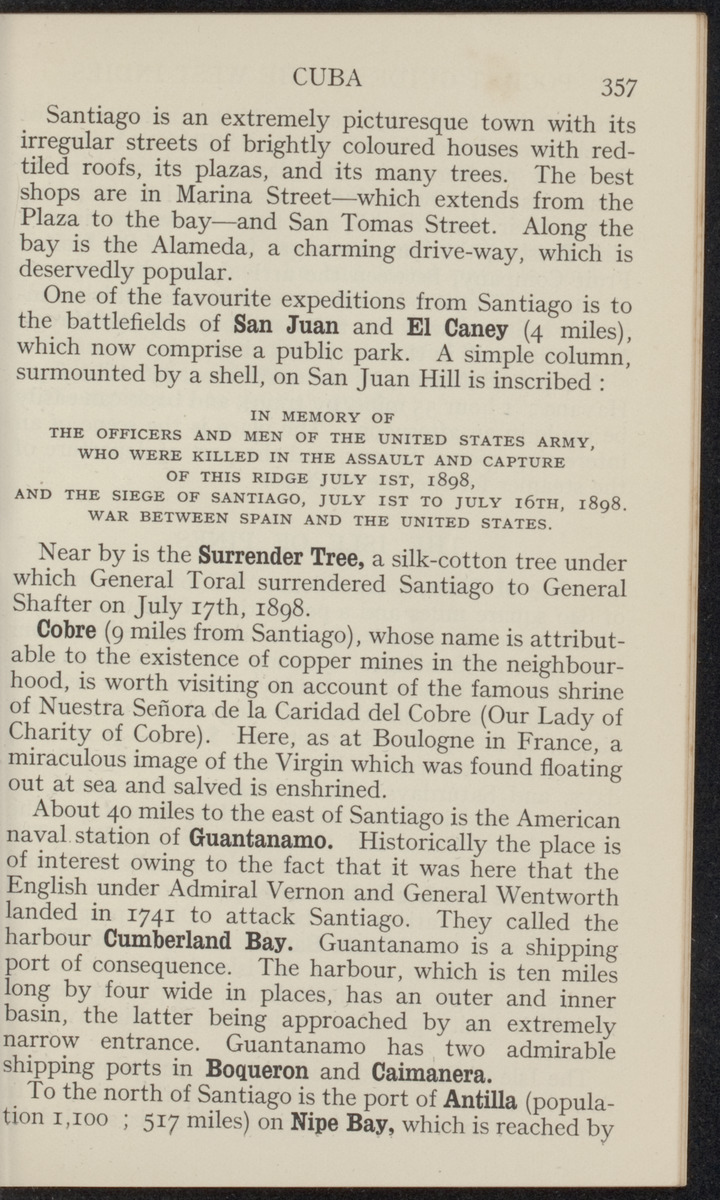 CUBA 357
Santiago is an extremely picturesque town with its
irregular streets of brightly coloured houses with red-
tiled roofs, its plazas, and its many trees. The best
shops are in Marina Street—which extends from the
Plaza to the bay—and San Tomas Street. Along the
bay is the Alameda, a charming drive-way, which is
deservedly popular.
One of the favourite expeditions from Santiago is to
the battlefields of San Juan and El Caney (4 miles),
which now comprise a public park. A simple column,
surmounted by a shell, on San Juan Hill is inscribed :
IN MEMORY OF
THE OFFICERS AND MEN OF THE UNITED STATES ARMY,
WHO WERE KILLED IN THE ASSAULT AND CAPTURE
OF THIS RIDGE JULY 1ST, 1898,
AND THE SIEGE OF SANTIAGO, JULY 1ST TO JULY 16TH, 1898.
WAR BETWEEN SPAIN AND THE UNITED STATES.
Near by is the Surrender Tree, a silk-cotton tree under
which General Toral surrendered Santiago to General
Shafter on July 17th, 1898.
Cobre (9 miles from Santiago), whose name is attribut-
able to the existence of copper mines in the neighbour-
hood, is worth visiting on account of the famous shrine
of Nuestra Señora de la Caridad del Cobre (Our Lady of
Charity of Cobre). Here, as at Boulogne in France, a
miraculous image of the Virgin which was found floating
out at sea and salved is enshrined.
About 40 miles to the east of Santiago is the American
naval station of Guantanamo. Historically the place is
of interest owing to the fact that it was here that the
English under Admiral Vernon and General Wentworth
landed in 1741 to attack Santiago. They called the
harbour Cumberland Bay. Guantanamo is a shipping
port of consequence. The harbour, which is ten miles
long by four wide in places, has an outer and inner
basin, the latter being approached by an extremely
narrow entrance. Guantanamo has two admirable
shipping ports in Boqueron and Caimanera.
To the north of Santiago is the port of Antilla (popula-
tion 1,100 ; 517 miles) on Nipe Bay, which is reached by